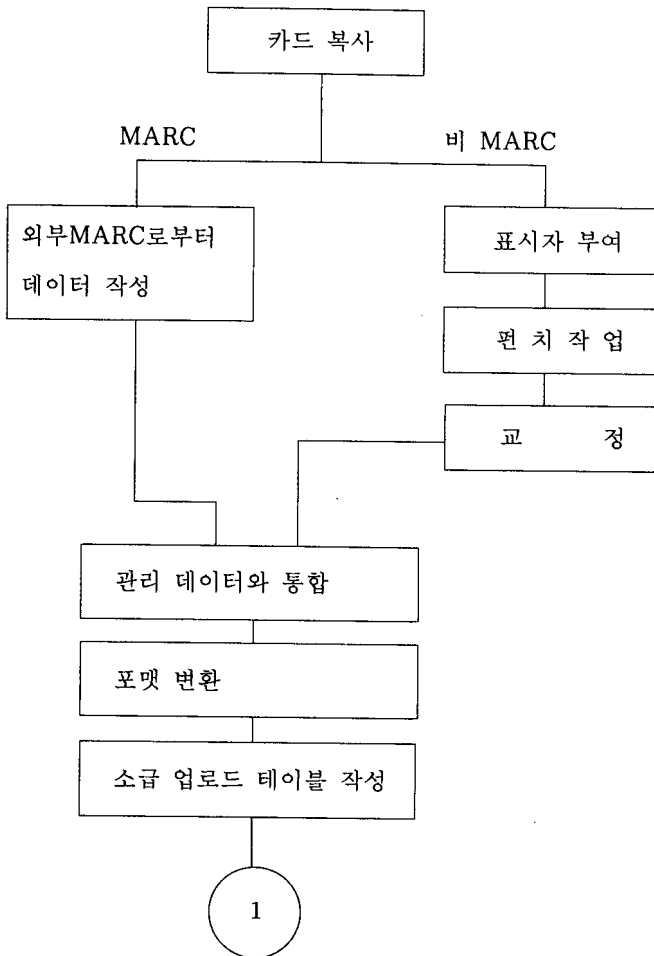 카드 복사
MARC
비 MARC
외부MARC로부터
데이터 작성
표시자 부여
펀 치 작 업
교 정
관리 데이터와 통합
포맷 변환
소급 업로드 테이블 작성
1